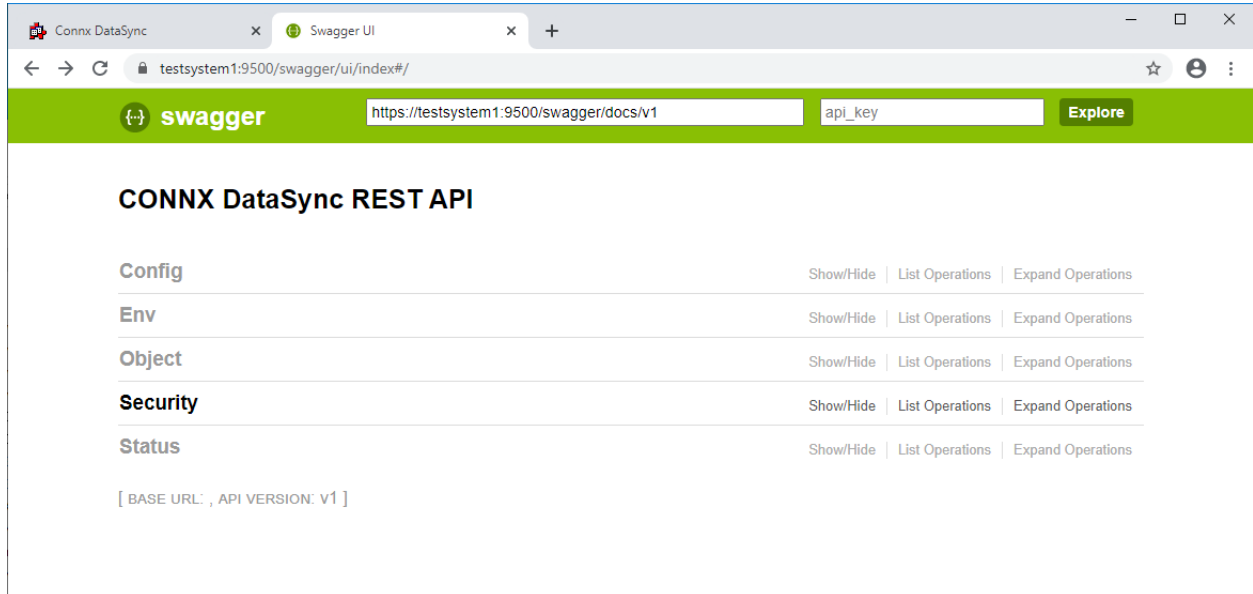 Connx DataSync Swagger UI
testsystem1:9500/swagger/ui/index#/
{··} swagger https://testsystem1:9500/swagger/docs/v1 api_key Explore
CONNX DataSync REST API
Config Show/Hide List Operations Expand Operations
Env Show/Hide List Operations Expand Operations
Object Show/Hide List Operations Expand Operations
Security Show/Hide List Operations Expand Operations
Status Show/Hide List Operations Expand Operations
[ BASE URL: , API VERSION: v1 ]